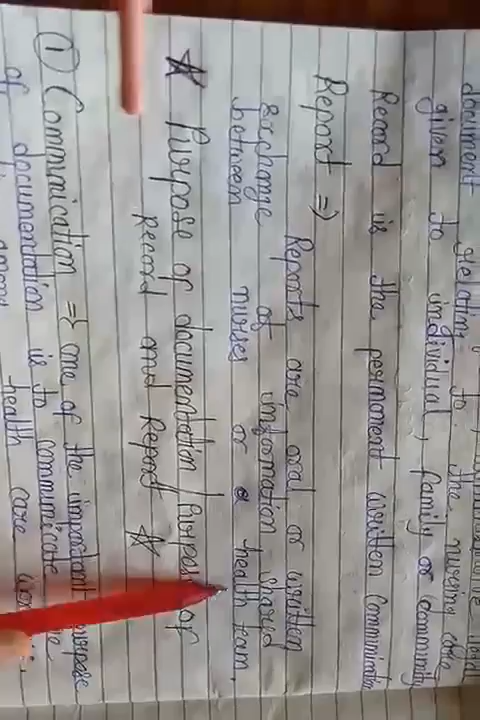 document relating to the nursing care
given to individual, family or community
Record is the permanent written communication
Report ⇒
Reports are, oral or written
exchange of information shared
between nurses or a health team.
☆ Purpose of documentation / Purpose of
Record and Report ☆
① Communication ⇒ one of the important purpose
of documentation is to communicate
among health care